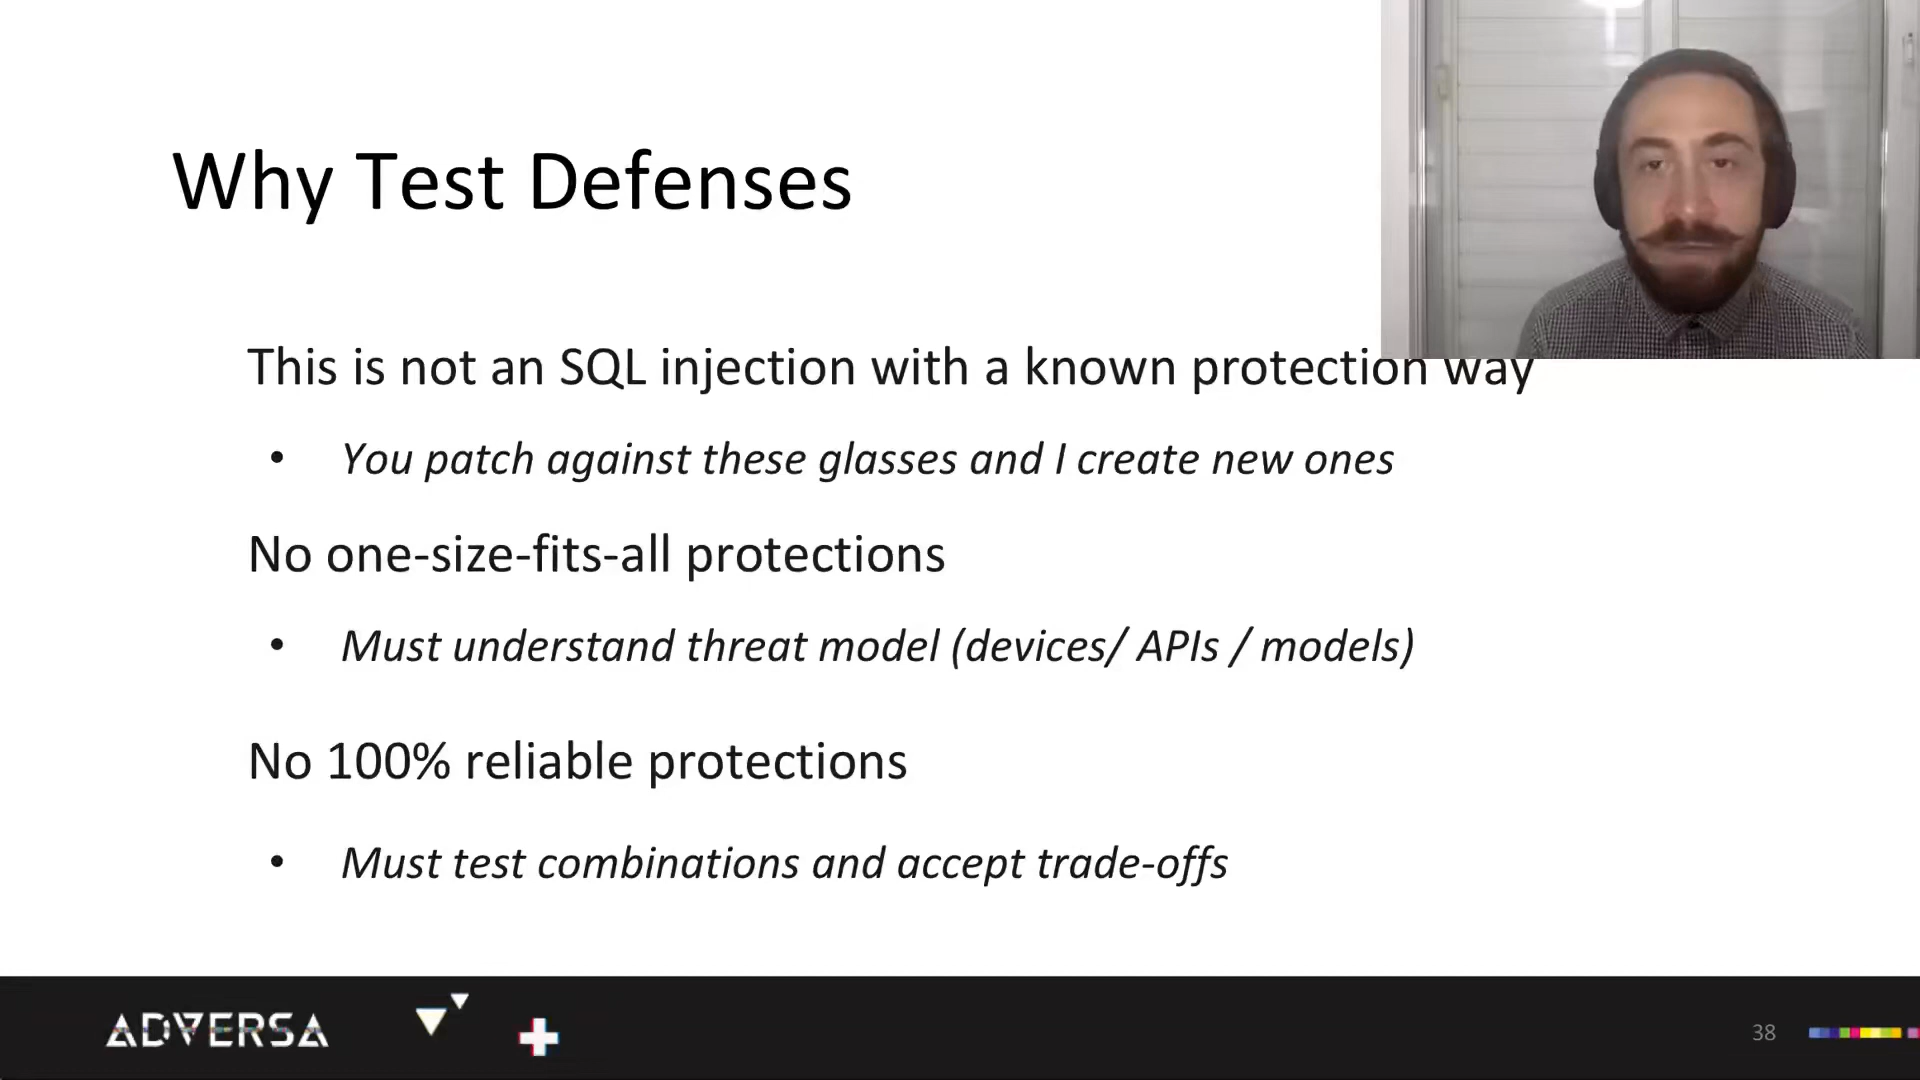 Why Test Defenses
This is not an SQL injection with a known protection way
• You patch against these glasses and I create new ones
No one-size-fits-all protections
• Must understand threat model (devices/ APIs / models)
No 100% reliable protections
• Must test combinations and accept trade-offs
ADVERSA
38